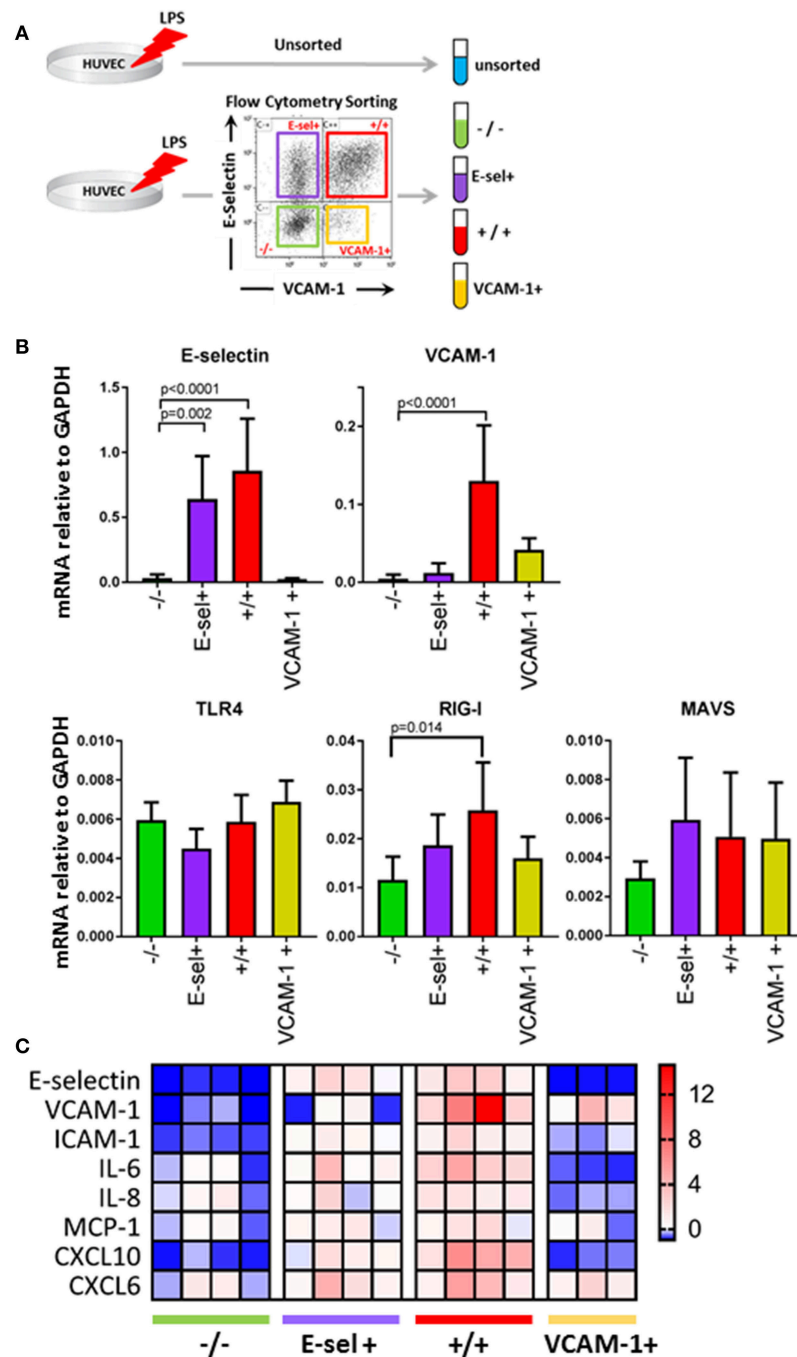 A
LPS
HUVEC
Unsorted
unsorted
Flow Cytometry Sorting
E-sel+
+/+
-/-
VCAM-1+
E-Selectin
VCAM-1
LPS
HUVEC
- / -
E-sel+
+ / +
VCAM-1+
B
E-selectin
mRNA relative to GAPDH
1.5
1.0
0.5
0.0
p<0.0001
p=0.002
-/-
E-sel+
+/+
VCAM-1 +
VCAM-1
0.2
0.1
0.0
p<0.0001
-/-
E-sel+
+/+
VCAM-1 +
TLR4
mRNA relative to GAPDH
0.010
0.008
0.006
0.004
0.002
0.000
-/-
E-sel+
+/+
VCAM-1 +
RIG-I
0.04
0.03
0.02
0.01
0.00
p=0.014
-/-
E-sel+
+/+
VCAM-1 +
MAVS
0.010
0.008
0.006
0.004
0.002
0.000
-/-
E-sel+
+/+
VCAM-1 +
C
E-selectin
VCAM-1
ICAM-1
IL-6
IL-8
MCP-1
CXCL10
CXCL6
12
8
4
0
-/-
E-sel +
+/+
VCAM-1+